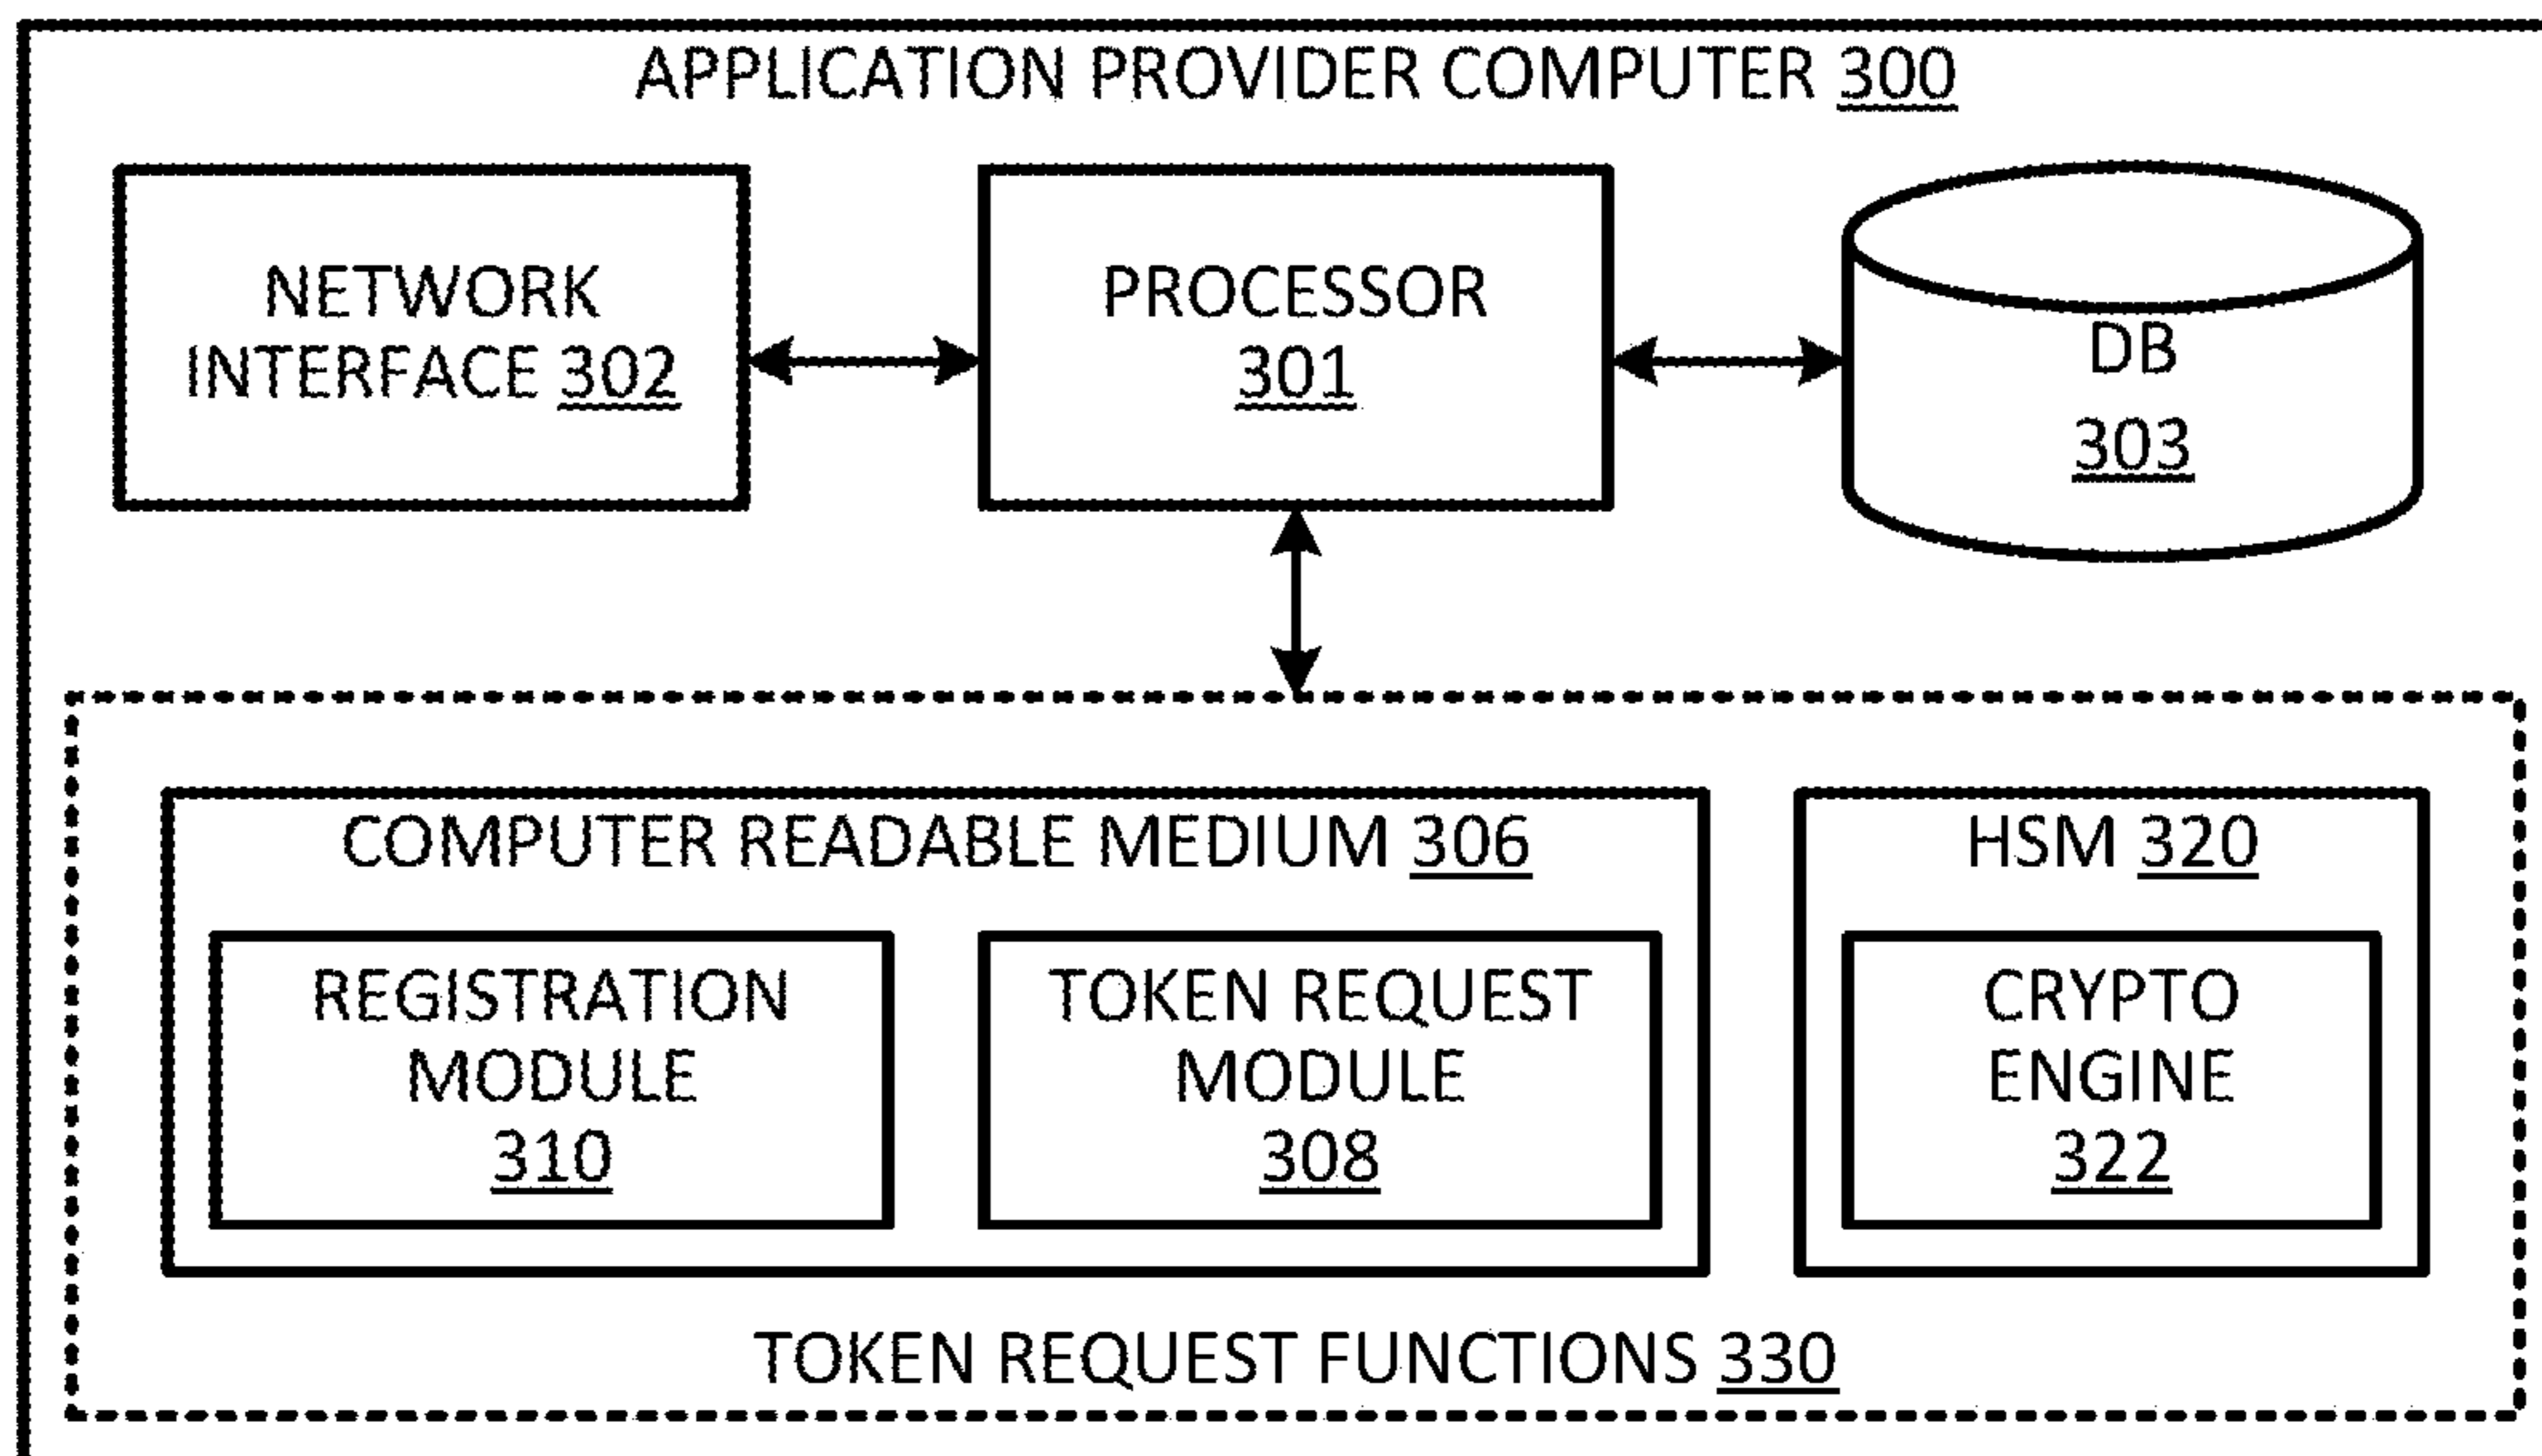 APPLICATION PROVIDER COMPUTER 300
NETWORK
INTERFACE 302
PROCESSOR
301
DB
303
COMPUTER READABLE MEDIUM 306
HSM 320
REGISTRATION
MODULE
310
TOKEN REQUEST
MODULE
308
CRYPTO
ENGINE
322
TOKEN REQUEST FUNCTIONS 330